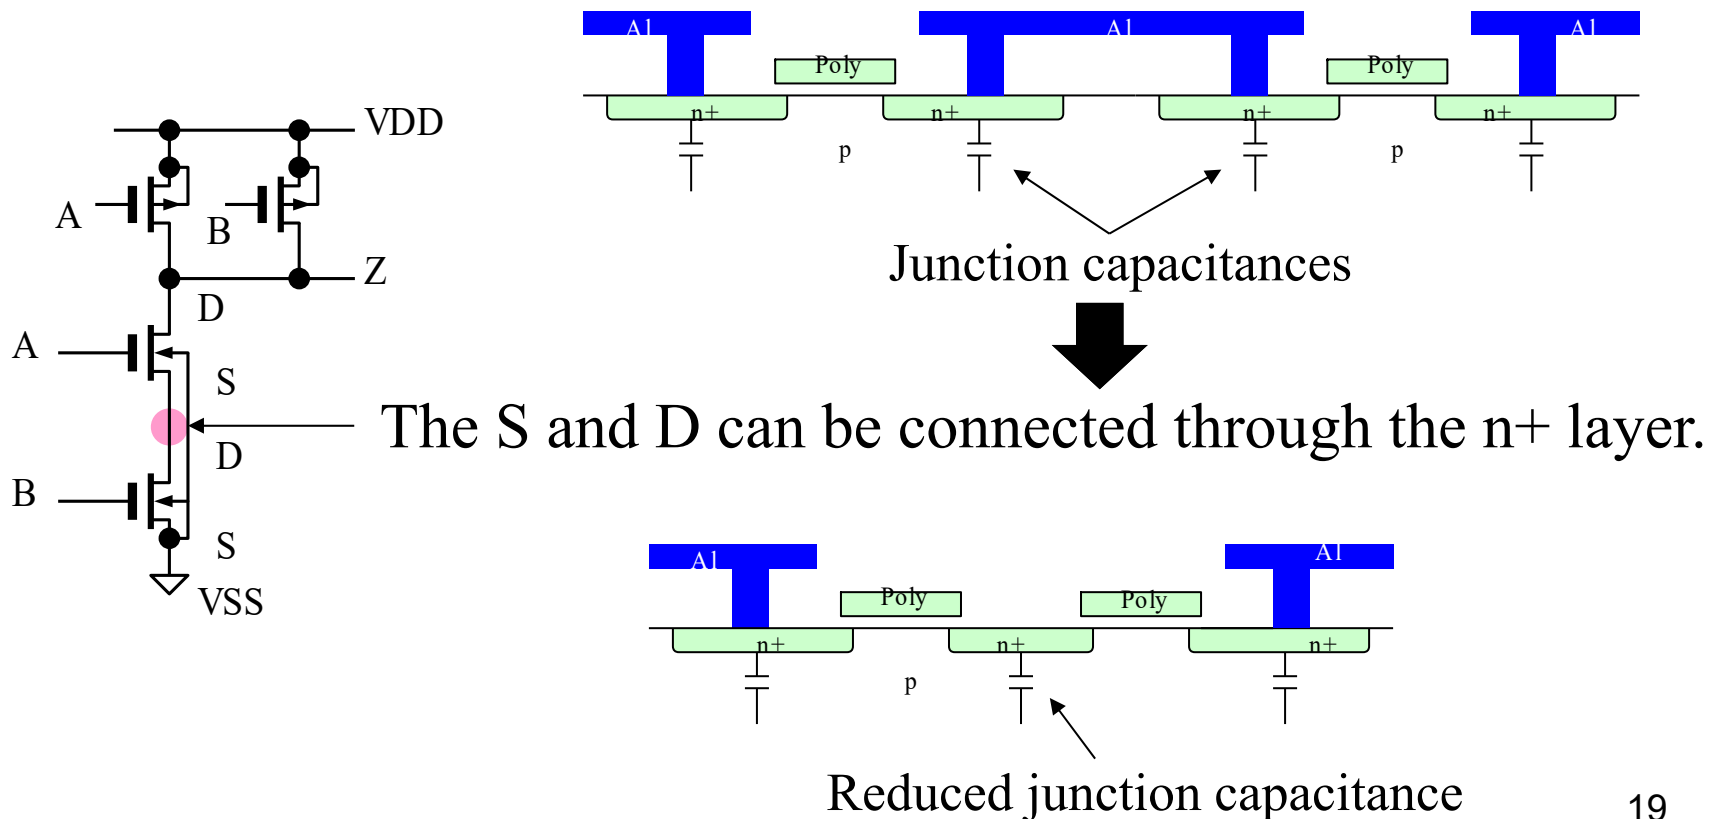 Al
Al
Al
Poly
Poly
n+
n+
n+
n+
p
p
VDD
A
B
Z
Junction capacitances
D
A
S
The S and D can be connected through the n+ layer.
D
B
S
VSS
Al
Al
Poly
Poly
n+
n+
n+
p
Reduced junction capacitance
19